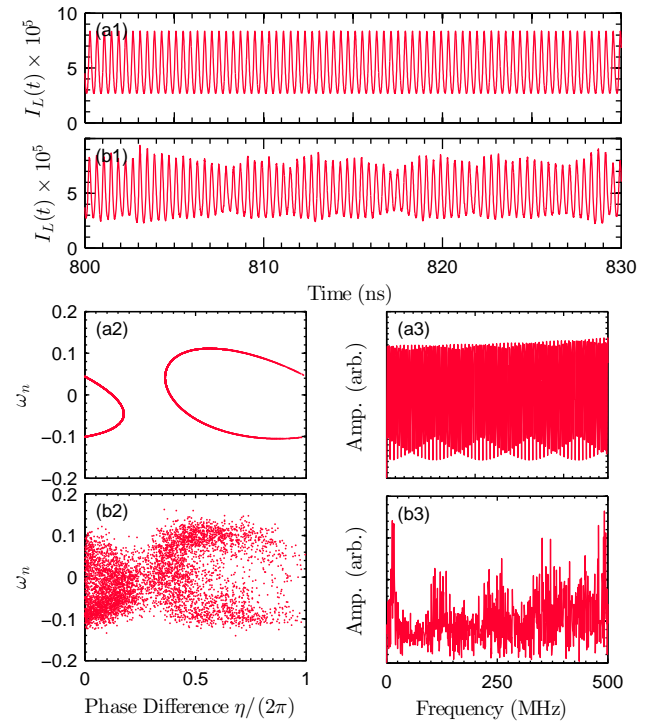 (a1)
10
5
0
I_L(t) × 10^5
(b1)
10
5
0
I_L(t) × 10^5
800 810 820 830
Time (ns)
(a2)
0.2
0.1
0
−0.1
−0.2
ω_n
(a3)
Amp. (arb.)
(b2)
0.2
0.1
0
−0.1
−0.2
ω_n
0 0.5 1
Phase Difference η/(2π)
(b3)
Amp. (arb.)
0 250 500
Frequency (MHz)